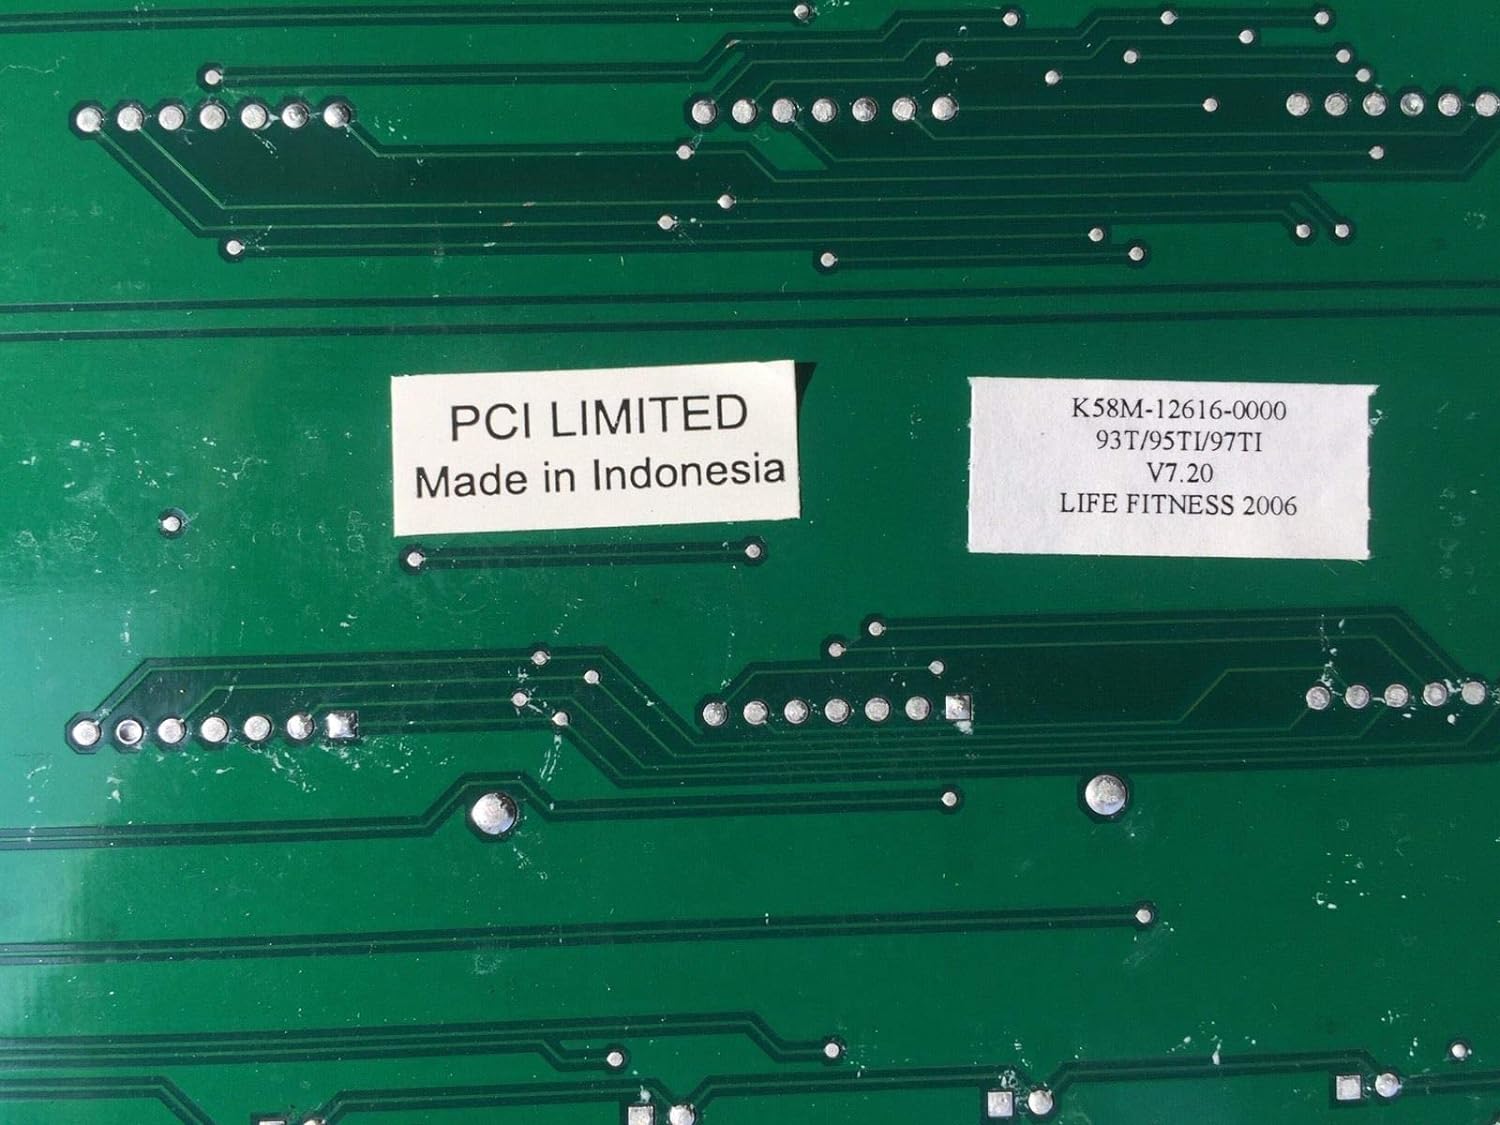 PCI LIMITED
Made in Indonesia
K58M-12616-0000
93T/95TI/97TI
V7.20
LIFE FITNESS 2006